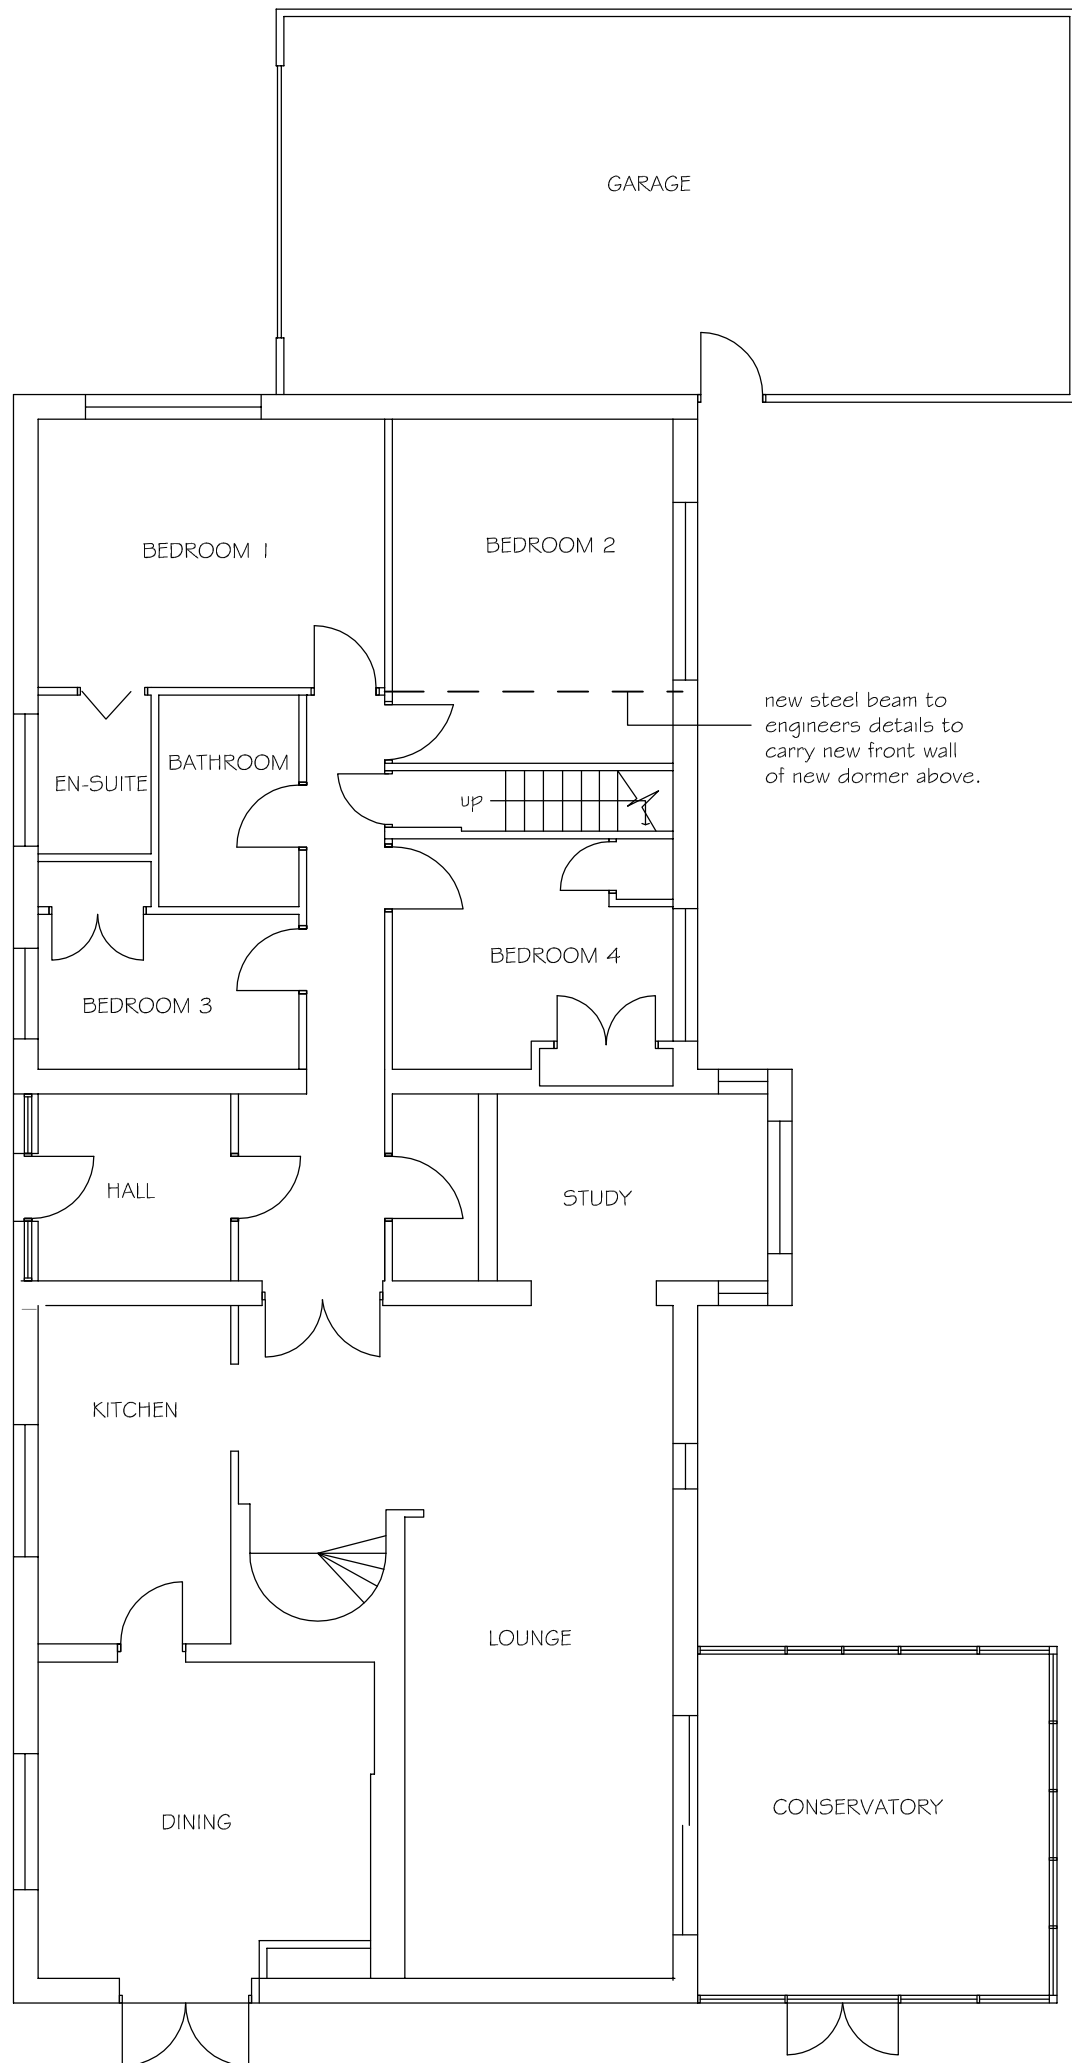 GARAGE
BEDROOM 1
BEDROOM 2
new steel beam to
engineers details to
carry new front wall
of new dormer above.
BATHROOM
EN-SUITE
up
BEDROOM 4
BEDROOM 3
HALL
STUDY
KITCHEN
LOUNGE
CONSERVATORY
DINING